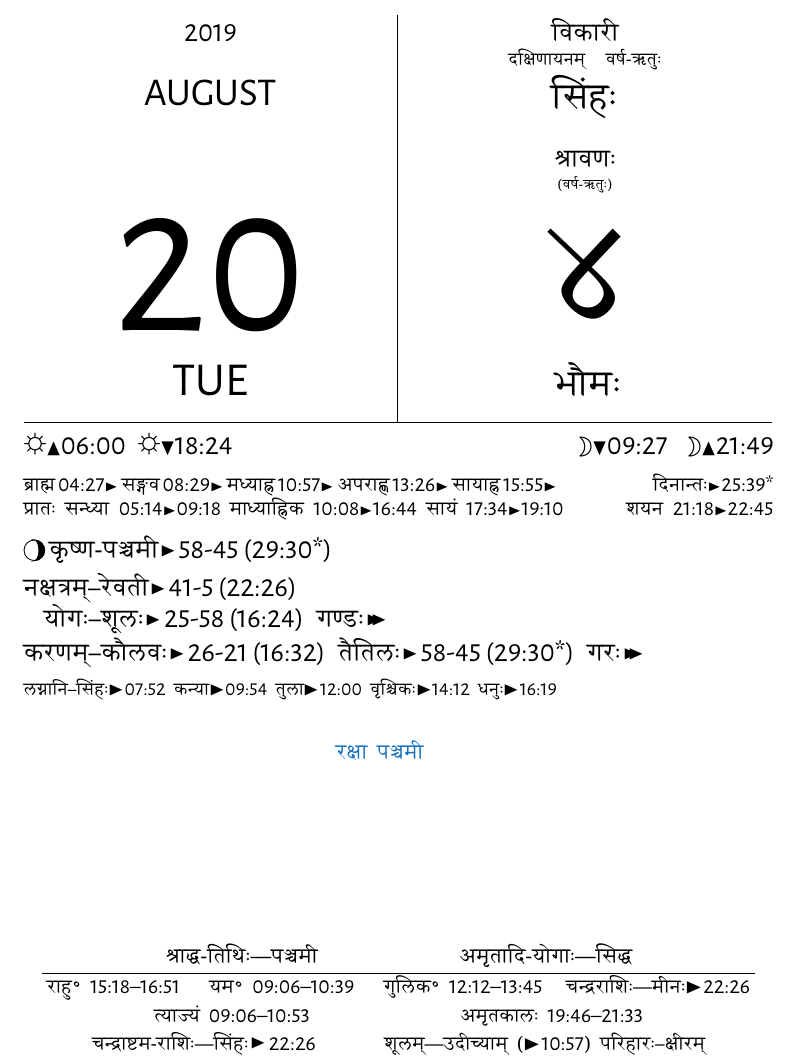 2019
AUGUST
20
TUE
विकारी
दक्षिणायनम् वर्ष-ऋतुः
सिंहः
श्रावणः
(वर्ष-ऋतुः)
४
भौमः
☼▲06:00 ☼▼18:24 ☽▼09:27 ☽▲21:49
ब्राह्म 04:27► सङ्गव 08:29► मध्याह्न 10:57► अपराह्ण 13:26► सायाह्न 15:55► दिनान्तः►25:39*
प्रातः सन्ध्या 05:14►09:18 माध्याह्निक 10:08►16:44 सायं 17:34►19:10 शयन 21:18►22:45
कृष्ण-पञ्चमी►58-45 (29:30*)
नक्षत्रम्–रेवती►41-5 (22:26)
योगः–शूलः►25-58 (16:24) गण्डः►►
करणम्–कौलवः►26-21 (16:32) तैतिलः►58-45 (29:30*) गरः►►
लग्नानि–सिंहः►07:52 कन्या►09:54 तुला►12:00 वृश्चिकः►14:12 धनुः►16:19
रक्षा पञ्चमी
श्राद्ध-तिथिः—पञ्चमी अमृतादि-योगाः—सिद्ध
राहु° 15:18–16:51 यम° 09:06–10:39 गुलिक° 12:12–13:45 चन्द्रराशिः—मीनः►22:26
त्याज्यं 09:06–10:53 अमृतकालः 19:46–21:33
चन्द्राष्टम-राशिः—सिंहः►22:26 शूलम्—उदीच्याम् (►10:57) परिहारः–क्षीरम्